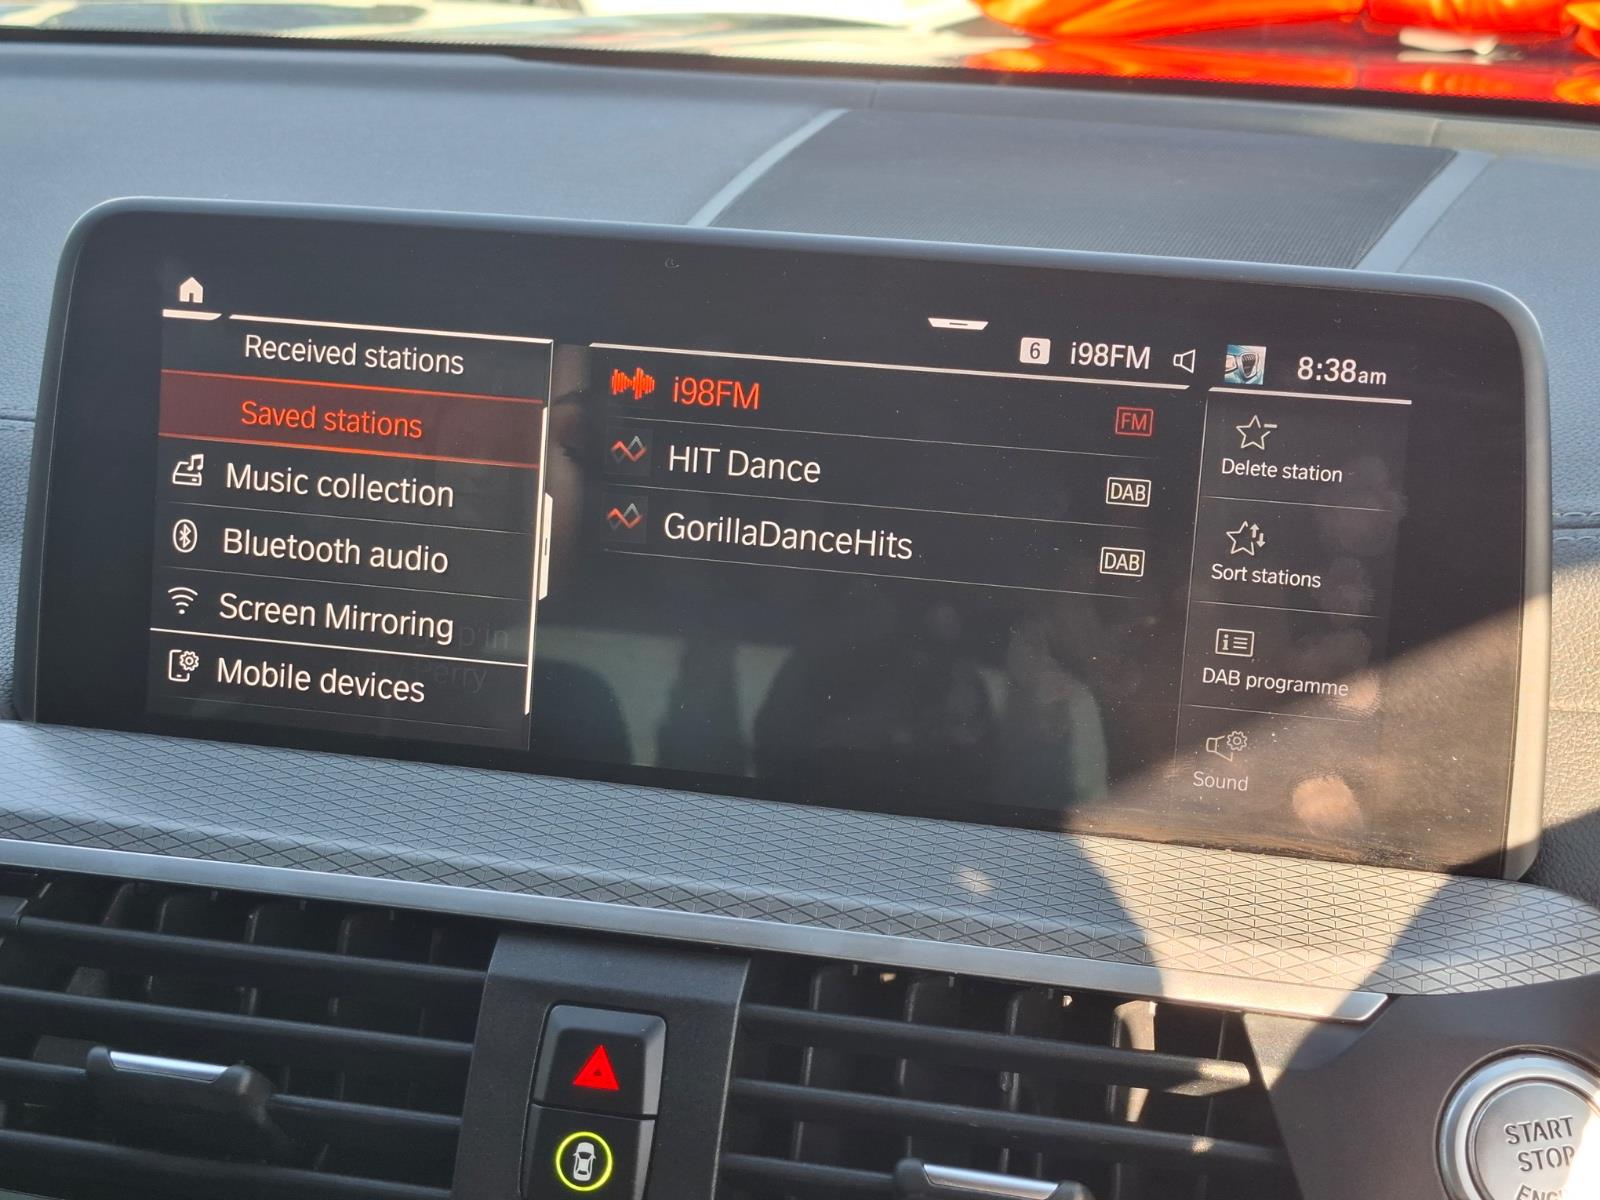 6 i98FM 8:38am
Received stations
Saved stations
Music collection
Bluetooth audio
Screen Mirroring
Mobile devices
i98FM FM
HIT Dance DAB
GorillaDanceHits DAB
Delete station
Sort stations
DAB programme
Sound
START
STOP